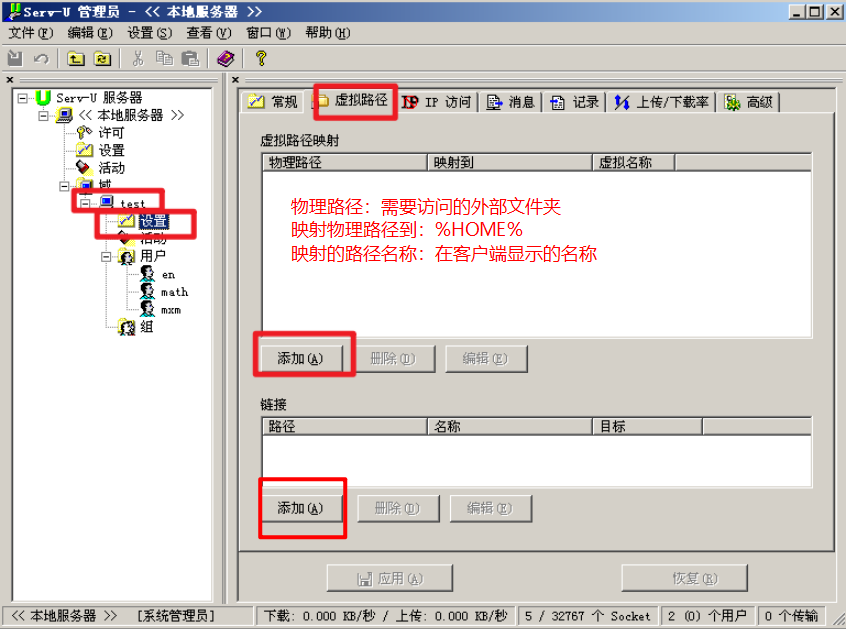 Serv-U 管理员 - << 本地服务器 >>
文件(F) 编辑(E) 设置(S) 查看(V) 窗口(W) 帮助(H)
Serv-U 服务器
<< 本地服务器 >>
许可
设置
活动
域
test
设置
活动
用户
en
math
mxm
组
常规 虚拟路径 IP 访问 消息 记录 上传/下载率 高级
虚拟路径映射
物理路径 映射到 虚拟名称
物理路径：需要访问的外部文件夹
映射物理路径到：%HOME%
映射的路径名称：在客户端显示的名称
添加(A) 删除(D) 编辑(E)
链接
路径 名称 目标
添加(A) 删除(D) 编辑(E)
应用(A) 恢复(R)
<< 本地服务器 >> [系统管理员] 下载: 0.000 KB/秒 / 上传: 0.000 KB/秒 5 / 32767 个 Socket 2 (0) 个用户 0 个传输